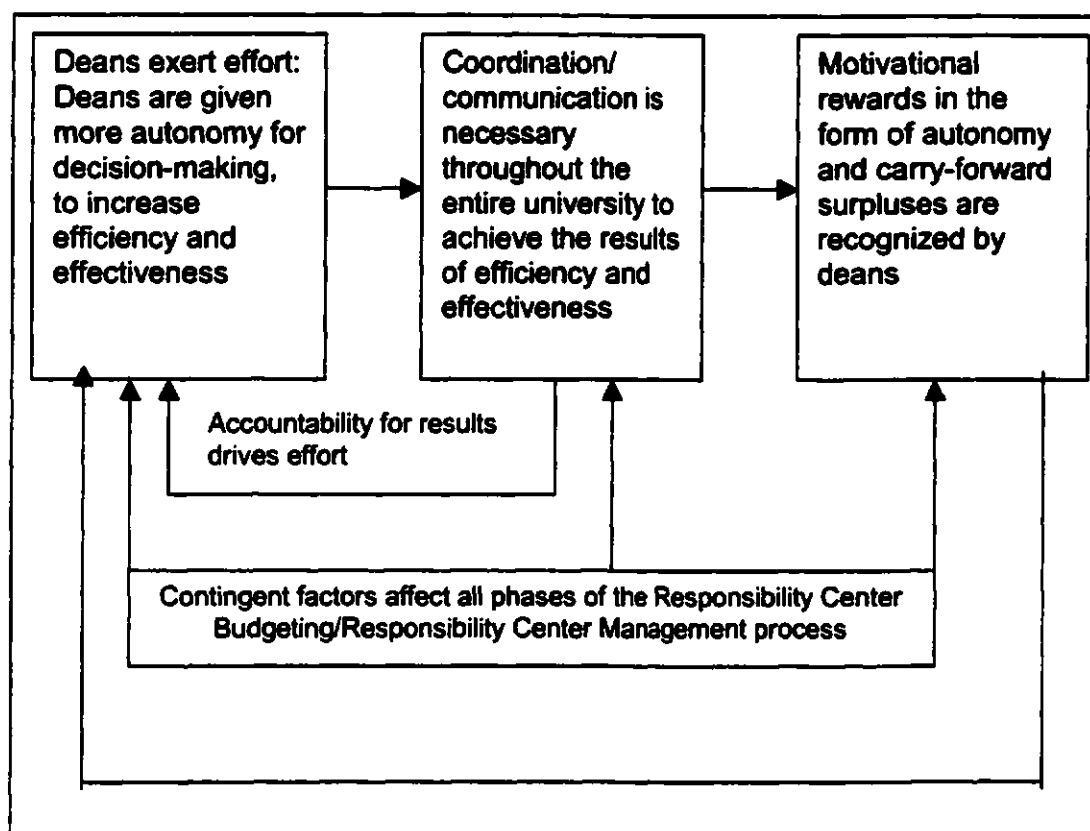 Deans exert effort:
Deans are given
more autonomy for
decision-making,
to increase
efficiency and
effectiveness
Coordination/
communication is
necessary
throughout the
entire university to
achieve the results
of efficiency and
effectiveness
Motivational
rewards in the
form of autonomy
and carry-forward
surpluses are
recognized by
deans
Accountability for results
drives effort
Contingent factors affect all phases of the Responsibility Center
Budgeting/Responsibility Center Management process